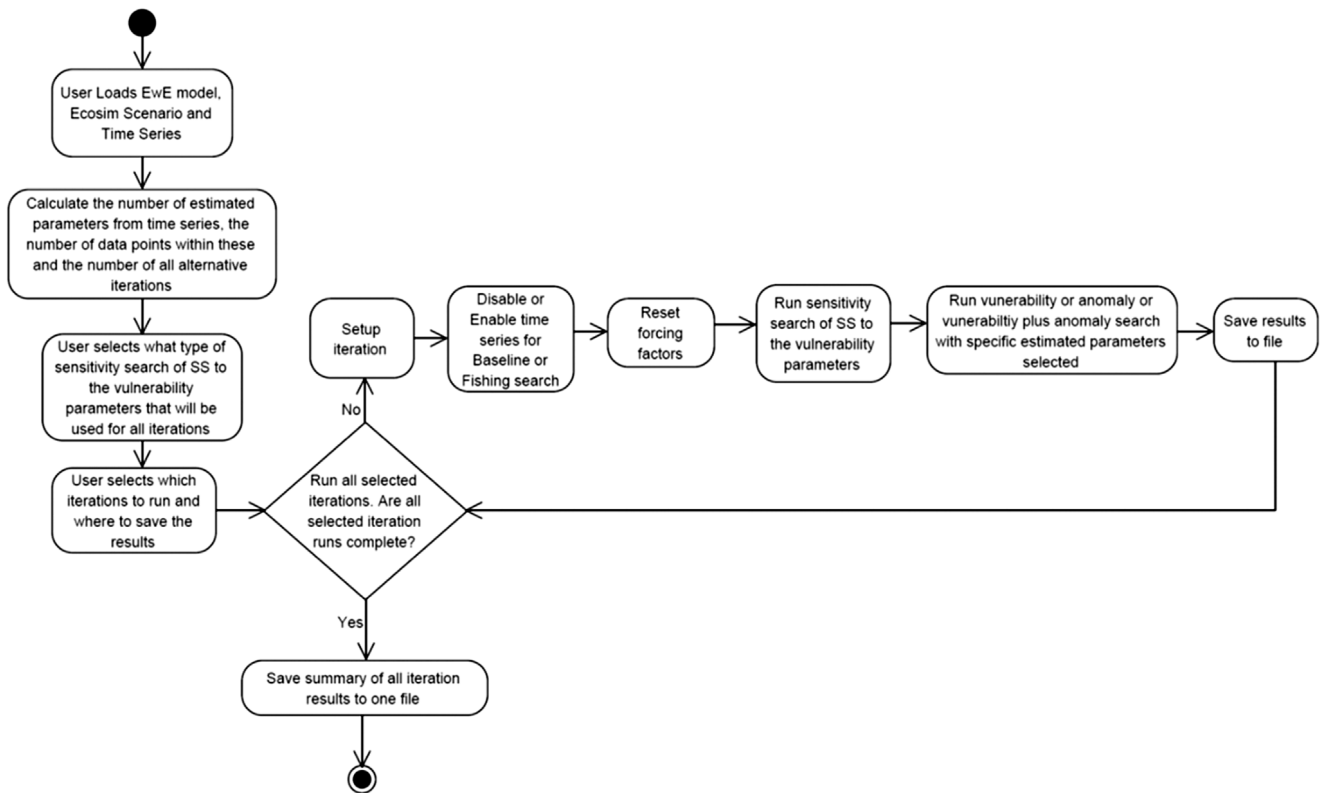 User Loads EwE model,
Ecosim Scenario and
Time Series
Calculate the number of estimated
parameters from time series, the
number of data points within these
and the number of all alternative
iterations
User selects what type of
sensitivity search of SS to
the vulnerability
parameters that will be
used for all iterations
User selects which
iterations to run and
where to save the
results
Run all selected
iterations. Are all
selected iteration
runs complete?
No
Setup
iteration
Disable or
Enable time
series for
Baseline or
Fishing search
Reset
forcing
factors
Run sensitivity
search of SS to
the vulnerability
parameters
Run vunerability or anomaly or
vunerabiltiy plus anomaly search
with specific estimated parameters
selected
Save results
to file
Yes
Save summary of all iteration
results to one file